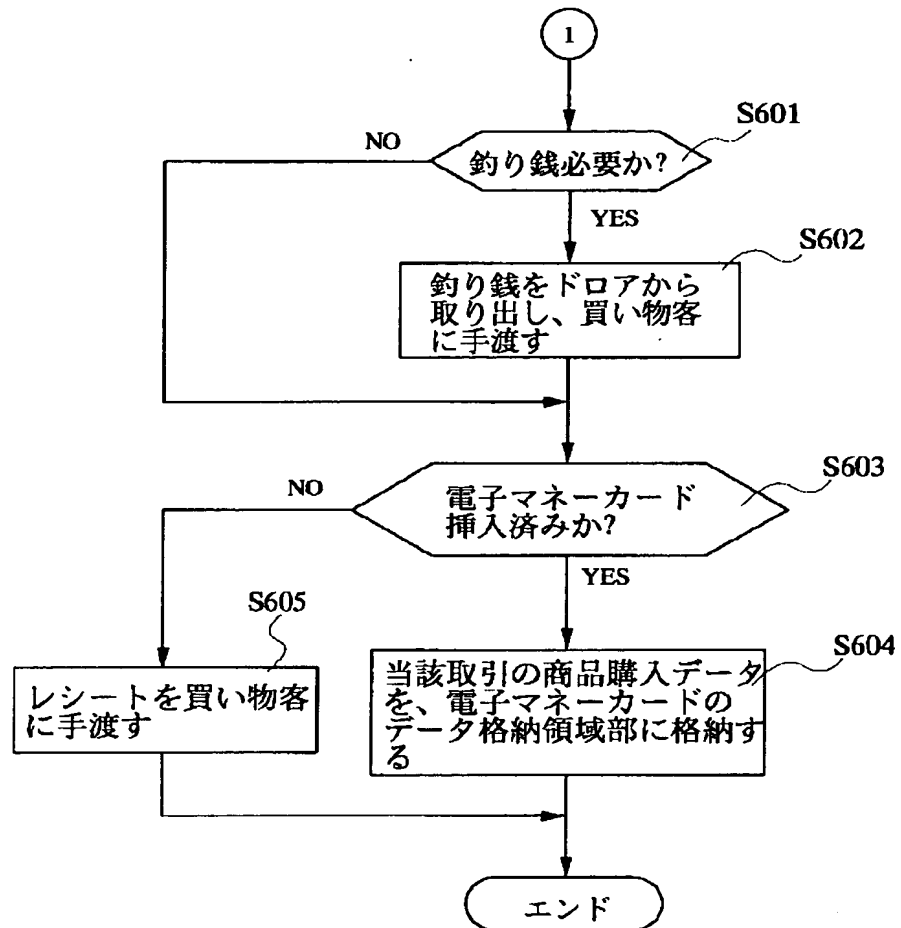 1
S601
NO
釣り銭必要か?
YES
S602
釣り銭をドロアから
取り出し、買い物客
に手渡す
S603
NO
電子マネーカード
挿入済みか?
YES
S605
S604
レシートを買い物客
に手渡す
当該取引の商品購入データ
を、電子マネーカードの
データ格納領域部に格納す
る
エンド